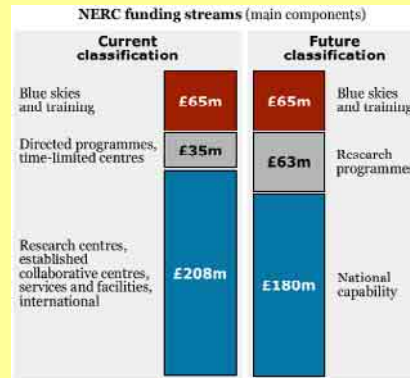 NERC funding streams (main components)
Current
classification
Future
classification
Blue skies
and training
£65m
£65m
Blue skies
and training
Directed programmes,
time-limited centres
£35m
£63m
Research
programmes
Research centres,
established
collaborative centres,
services and facilities,
international
£208m
£180m
National
capability